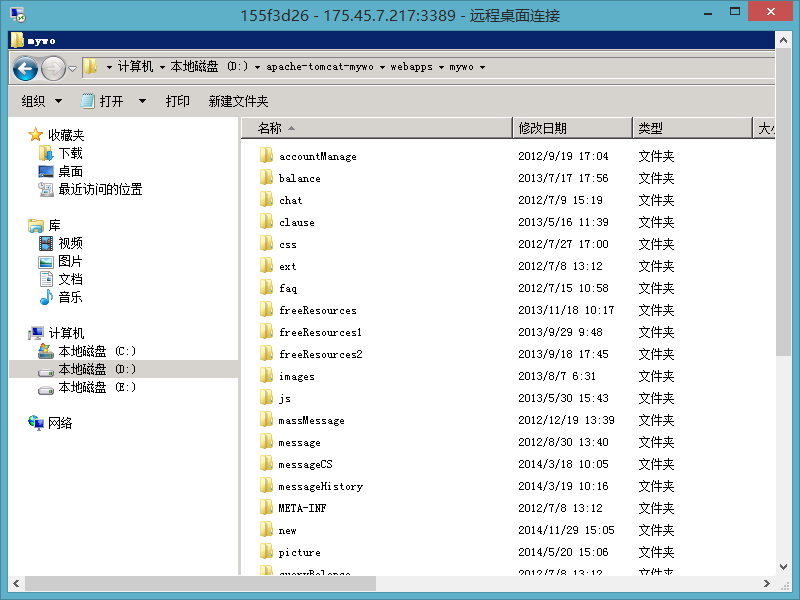 155f3d26 - 175.45.7.217:3389 - 远程桌面连接
mywo
计算机 本地磁盘 (D:) apache-tomcat-mywo webapps mywo
组织 打开 打印 新建文件夹
收藏夹
下载
桌面
最近访问的位置
库
视频
图片
文档
音乐
计算机
本地磁盘 (C:)
本地磁盘 (D:)
本地磁盘 (E:)
网络
名称 修改日期 类型
accountManage 2012/9/19 17:04 文件夹
balance 2013/7/17 17:56 文件夹
chat 2012/7/9 15:19 文件夹
clause 2013/5/16 11:39 文件夹
css 2012/7/27 17:00 文件夹
ext 2012/7/8 13:12 文件夹
faq 2012/7/15 10:58 文件夹
freeResources 2013/11/18 10:17 文件夹
freeResources1 2013/9/29 9:48 文件夹
freeResources2 2013/9/18 17:45 文件夹
images 2013/8/7 6:31 文件夹
js 2013/5/30 15:43 文件夹
massMessage 2012/12/19 13:39 文件夹
message 2012/8/30 13:40 文件夹
messageCS 2014/3/18 10:05 文件夹
messageHistory 2014/3/19 10:16 文件夹
META-INF 2012/7/8 13:12 文件夹
new 2014/11/29 15:05 文件夹
picture 2014/5/20 15:06 文件夹
queryBalance 2012/7/8 13:12 文件夹